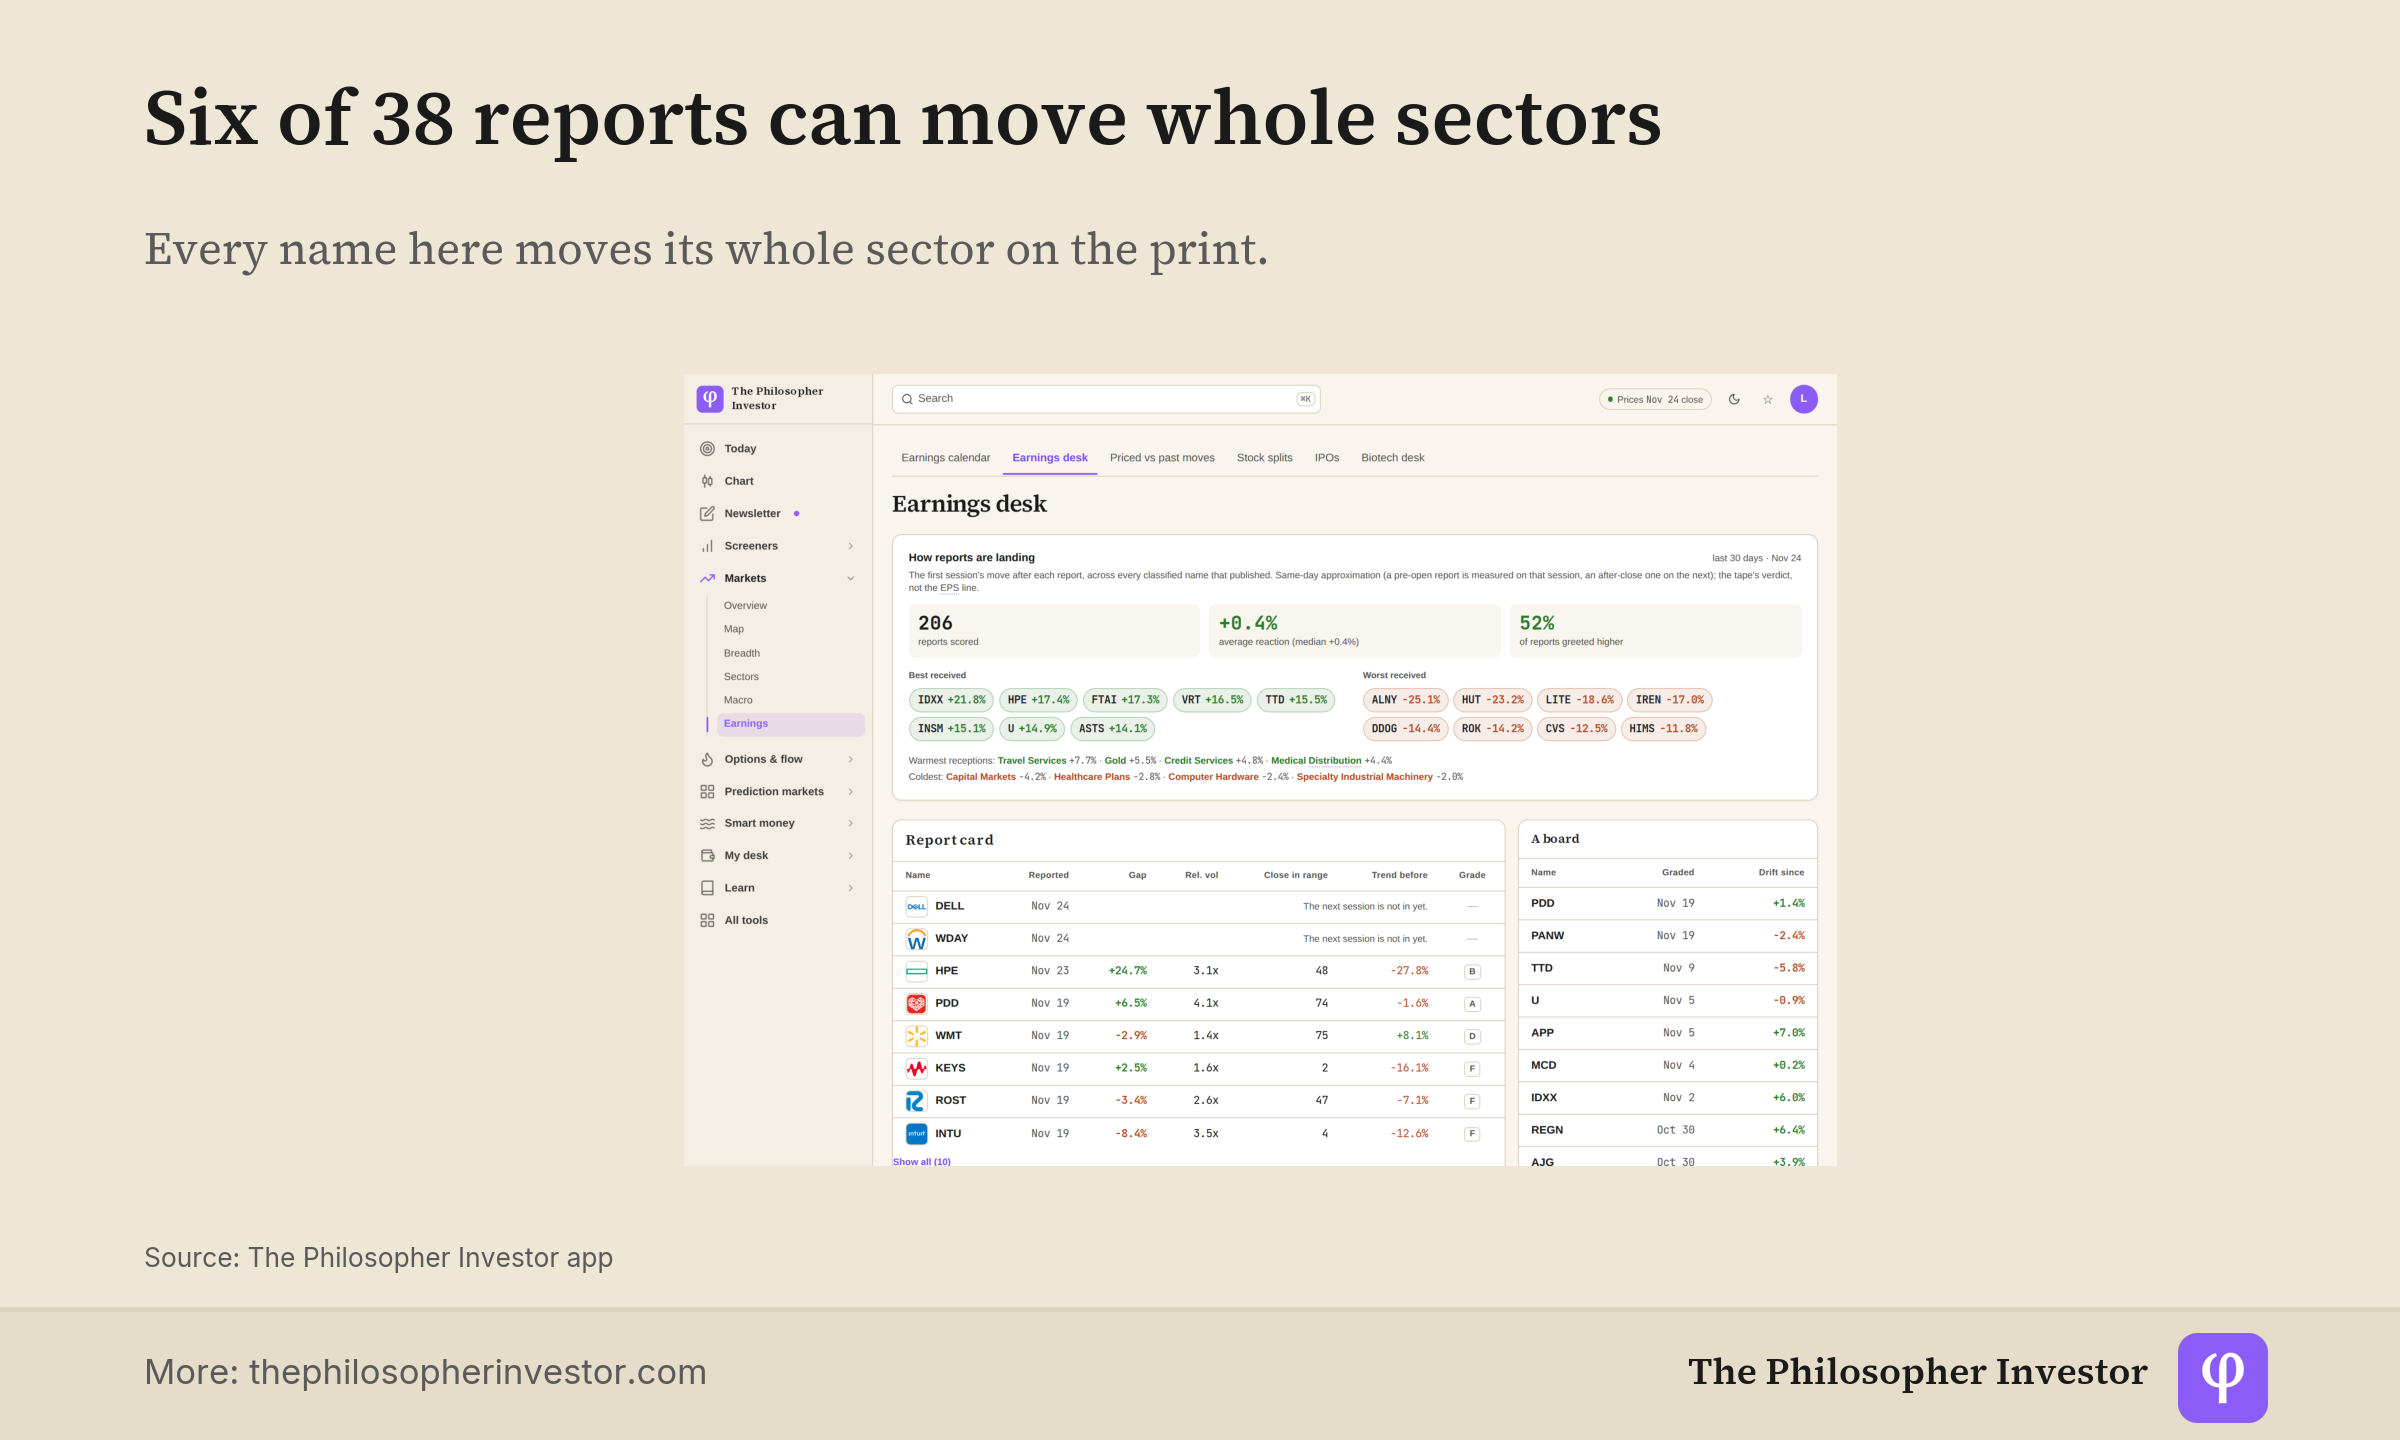 Six of 38 reports can move whole sectors
Every name here moves its whole sector on the print.
φ The Philosopher Investor
Search ⌘K
Prices Nov 24 close
L
Today
Chart
Newsletter
Screeners
Markets
Overview
Map
Breadth
Sectors
Macro
Earnings
Options & flow
Prediction markets
Smart money
My desk
Learn
All tools
Earnings calendar Earnings desk Priced vs past moves Stock splits IPOs Biotech desk
Earnings desk
How reports are landing last 30 days · Nov 24
The first session's move after each report, across every classified name that published. Same-day approximation (a pre-open report is measured on that session, an after-close one on the next); the tape's verdict,
not the EPS line.
206 reports scored
+0.4% average reaction (median +0.4%)
52% of reports greeted higher
Best received
IDXX +21.8% HPE +17.4% FTAI +17.3% VRT +16.5% TTD +15.5%
INSM +15.1% U +14.9% ASTS +14.1%
Worst received
ALNY -25.1% HUT -23.2% LITE -18.6% IREN -17.0%
DDOG -14.4% ROK -14.2% CVS -12.5% HIMS -11.8%
Warmest receptions: Travel Services +7.7% · Gold +5.5% · Credit Services +4.8% · Medical Distribution +4.4%
Coldest: Capital Markets -4.2% · Healthcare Plans -2.8% · Computer Hardware -2.4% · Specialty Industrial Machinery -2.0%
Report card
Name Reported Gap Rel. vol Close in range Trend before Grade
DELL DELL Nov 24 The next session is not in yet. —
W WDAY Nov 24 The next session is not in yet. —
HPE Nov 23 +24.7% 3.1x 48 -27.8% B
PDD Nov 19 +6.5% 4.1x 74 -1.6% A
WMT Nov 19 -2.9% 1.4x 75 +8.1% D
KEYS Nov 19 +2.5% 1.6x 2 -16.1% F
ROST Nov 19 -3.4% 2.6x 47 -7.1% F
intuit INTU Nov 19 -8.4% 3.5x 4 -12.6% F
Show all (10)
A board
Name Graded Drift since
PDD Nov 19 +1.4%
PANW Nov 19 -2.4%
TTD Nov 9 -5.8%
U Nov 5 -0.9%
APP Nov 5 +7.0%
MCD Nov 4 +0.2%
IDXX Nov 2 +6.0%
REGN Oct 30 +6.4%
AJG Oct 30 +3.9%
Source: The Philosopher Investor app
More: thephilosopherinvestor.com
The Philosopher Investor φ